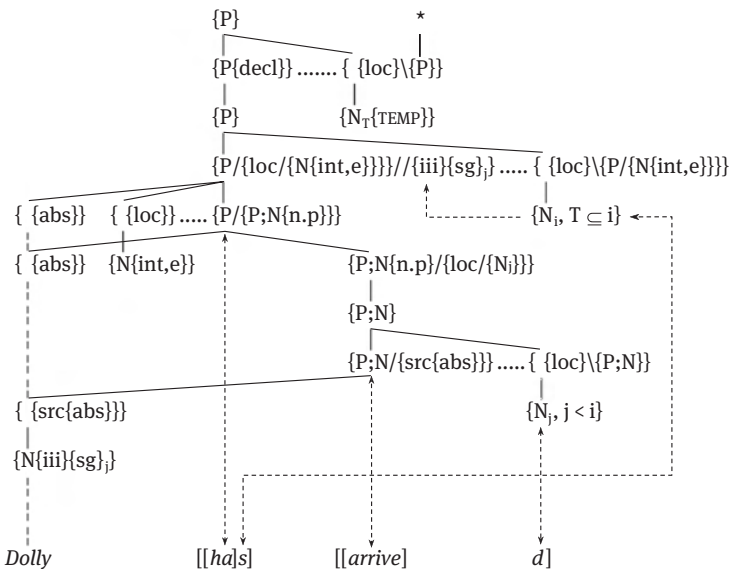 {P} *
{P{decl}} ....... { {loc}\{P}}
{P} {N_T{TEMP}}
{P/{loc/{N{int,e}}}}//{iii}{sg}_j} ..... { {loc}\{P/{N{int,e}}}}
{ {abs}} { {loc}} ..... {P/{P;N{n.p}}} {N_i, T ⊆ i}
{ {abs}} {N{int,e}} {P;N{n.p}/{loc/{N_j}}}
{P;N}
{P;N/{src{abs}}} ..... { {loc}\{P;N}}
{ {src{abs}}} {N_j, j < i}
{N{iii}{sg}_j}
Dolly [[ha]s] [[arrive] d]